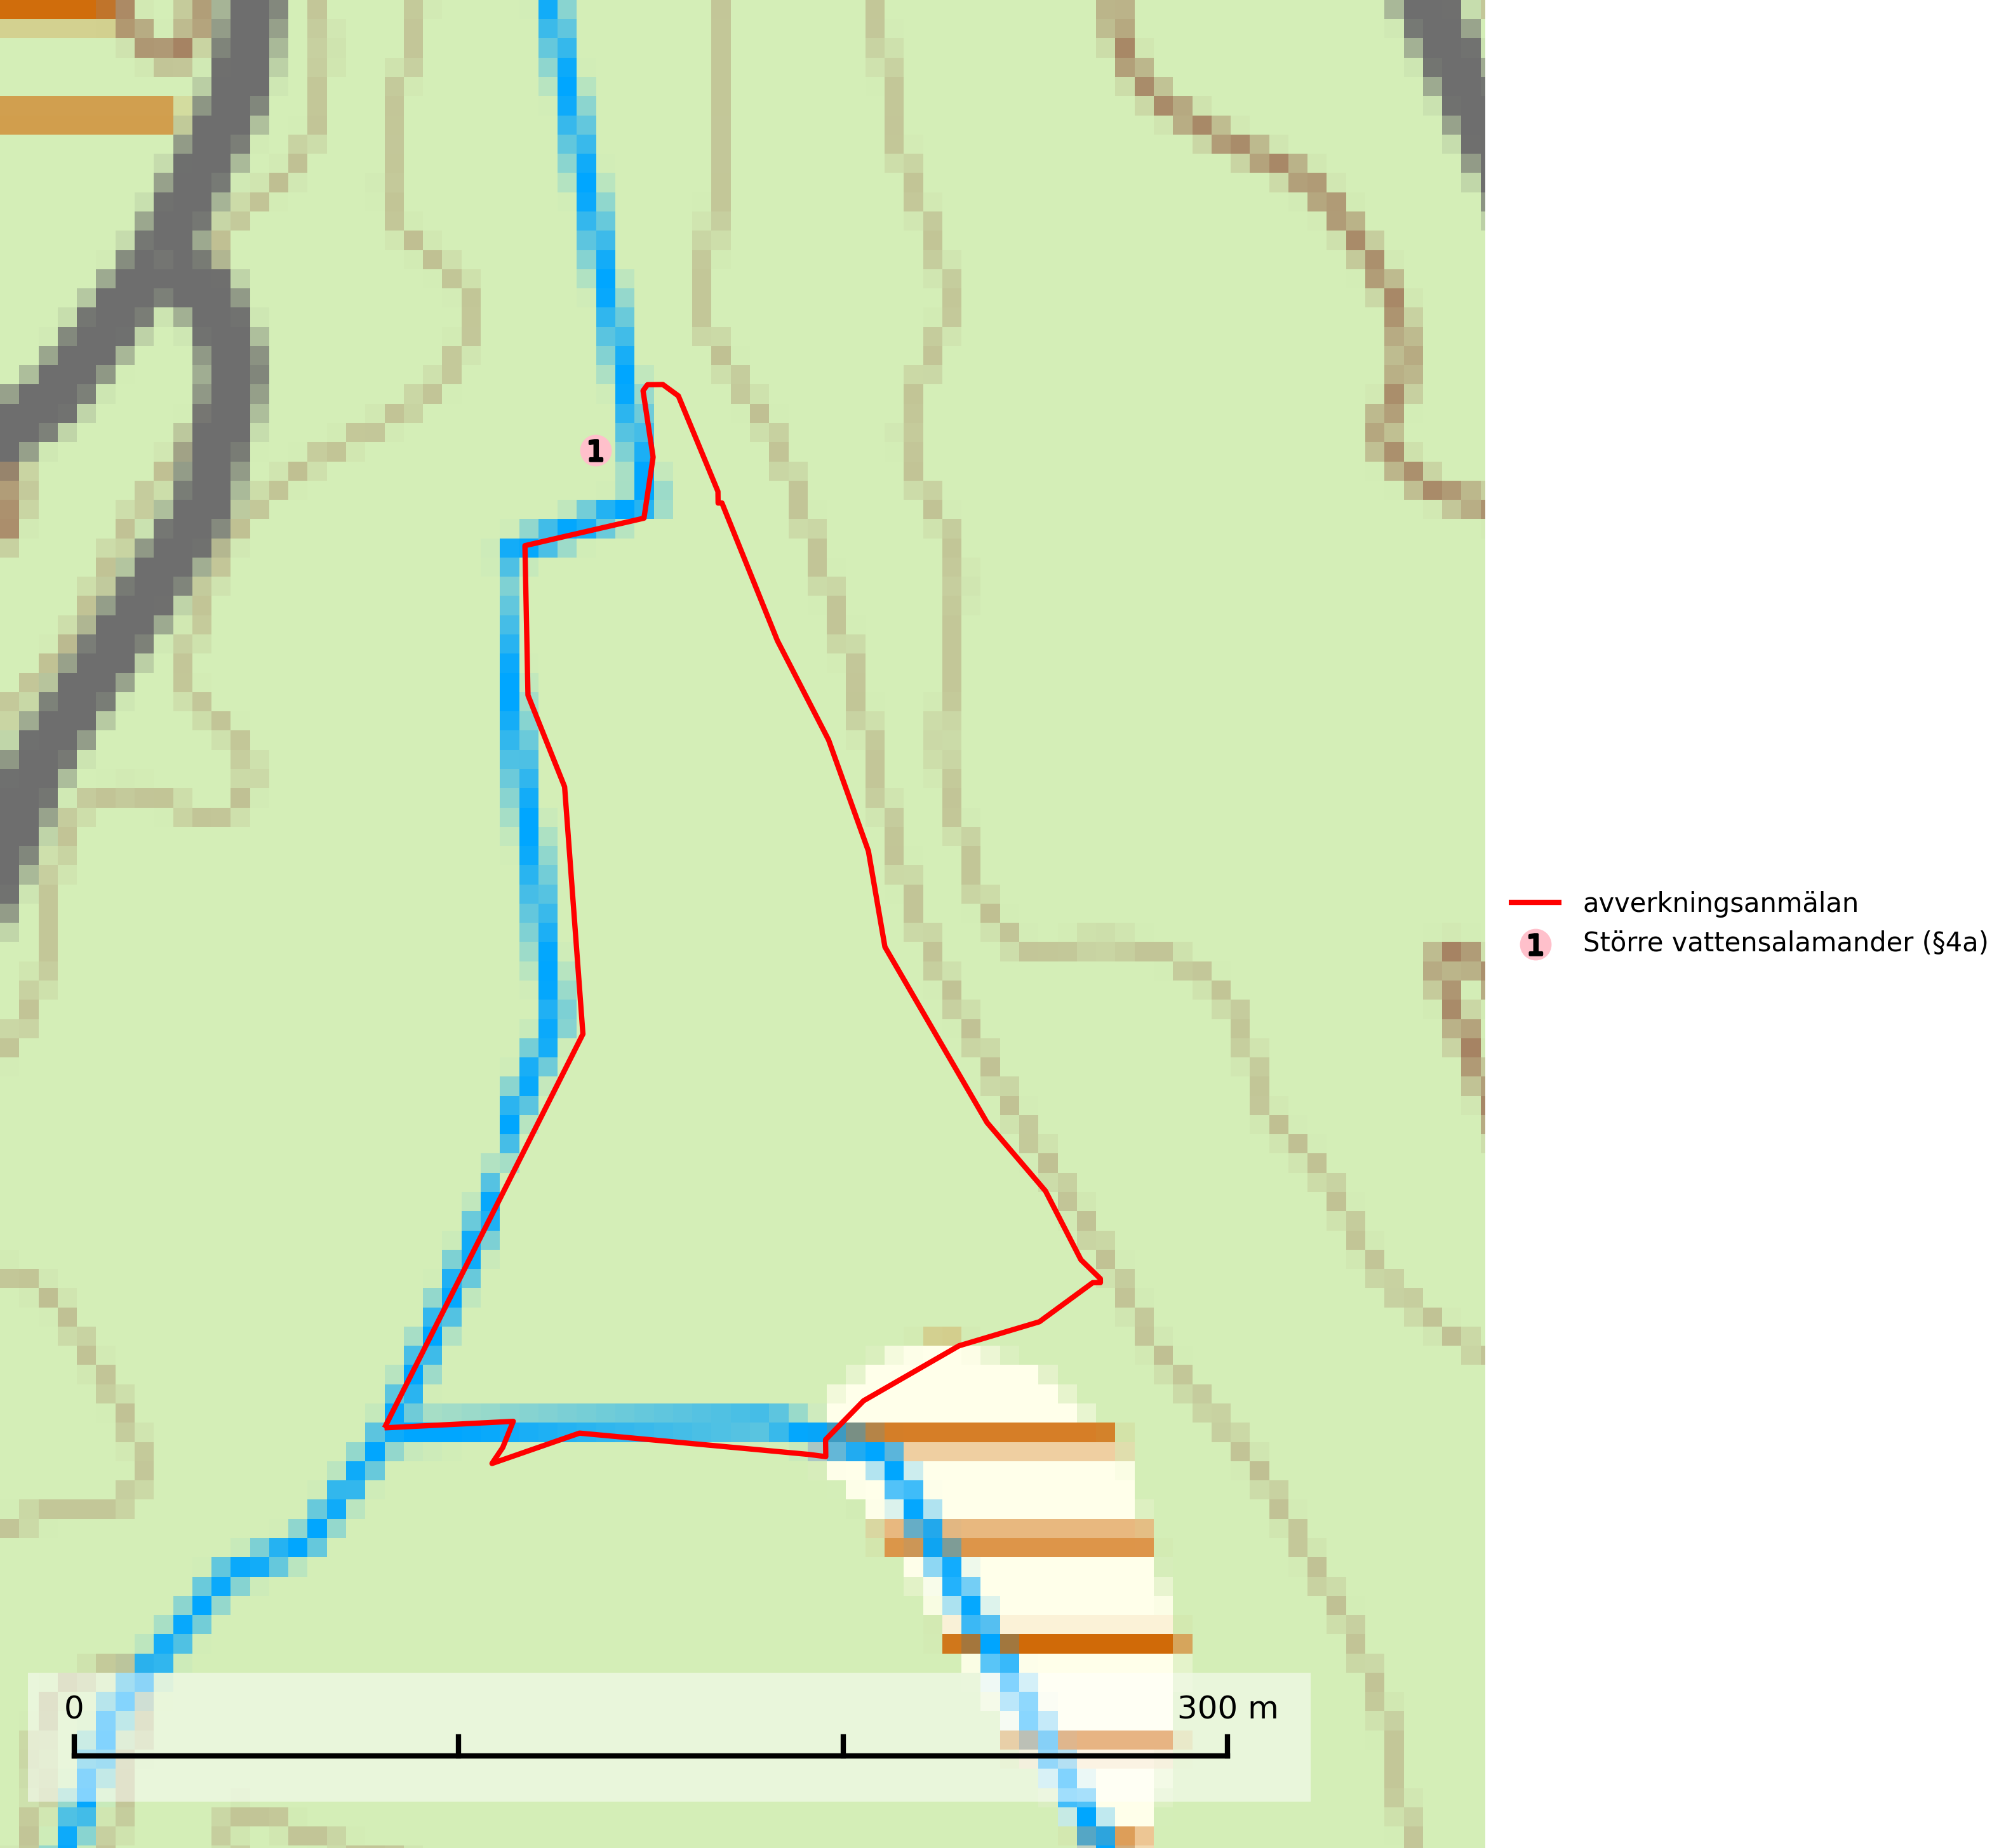 1
avverkningsanmälan
1 Större vattensalamander (§4a)
0 300 m